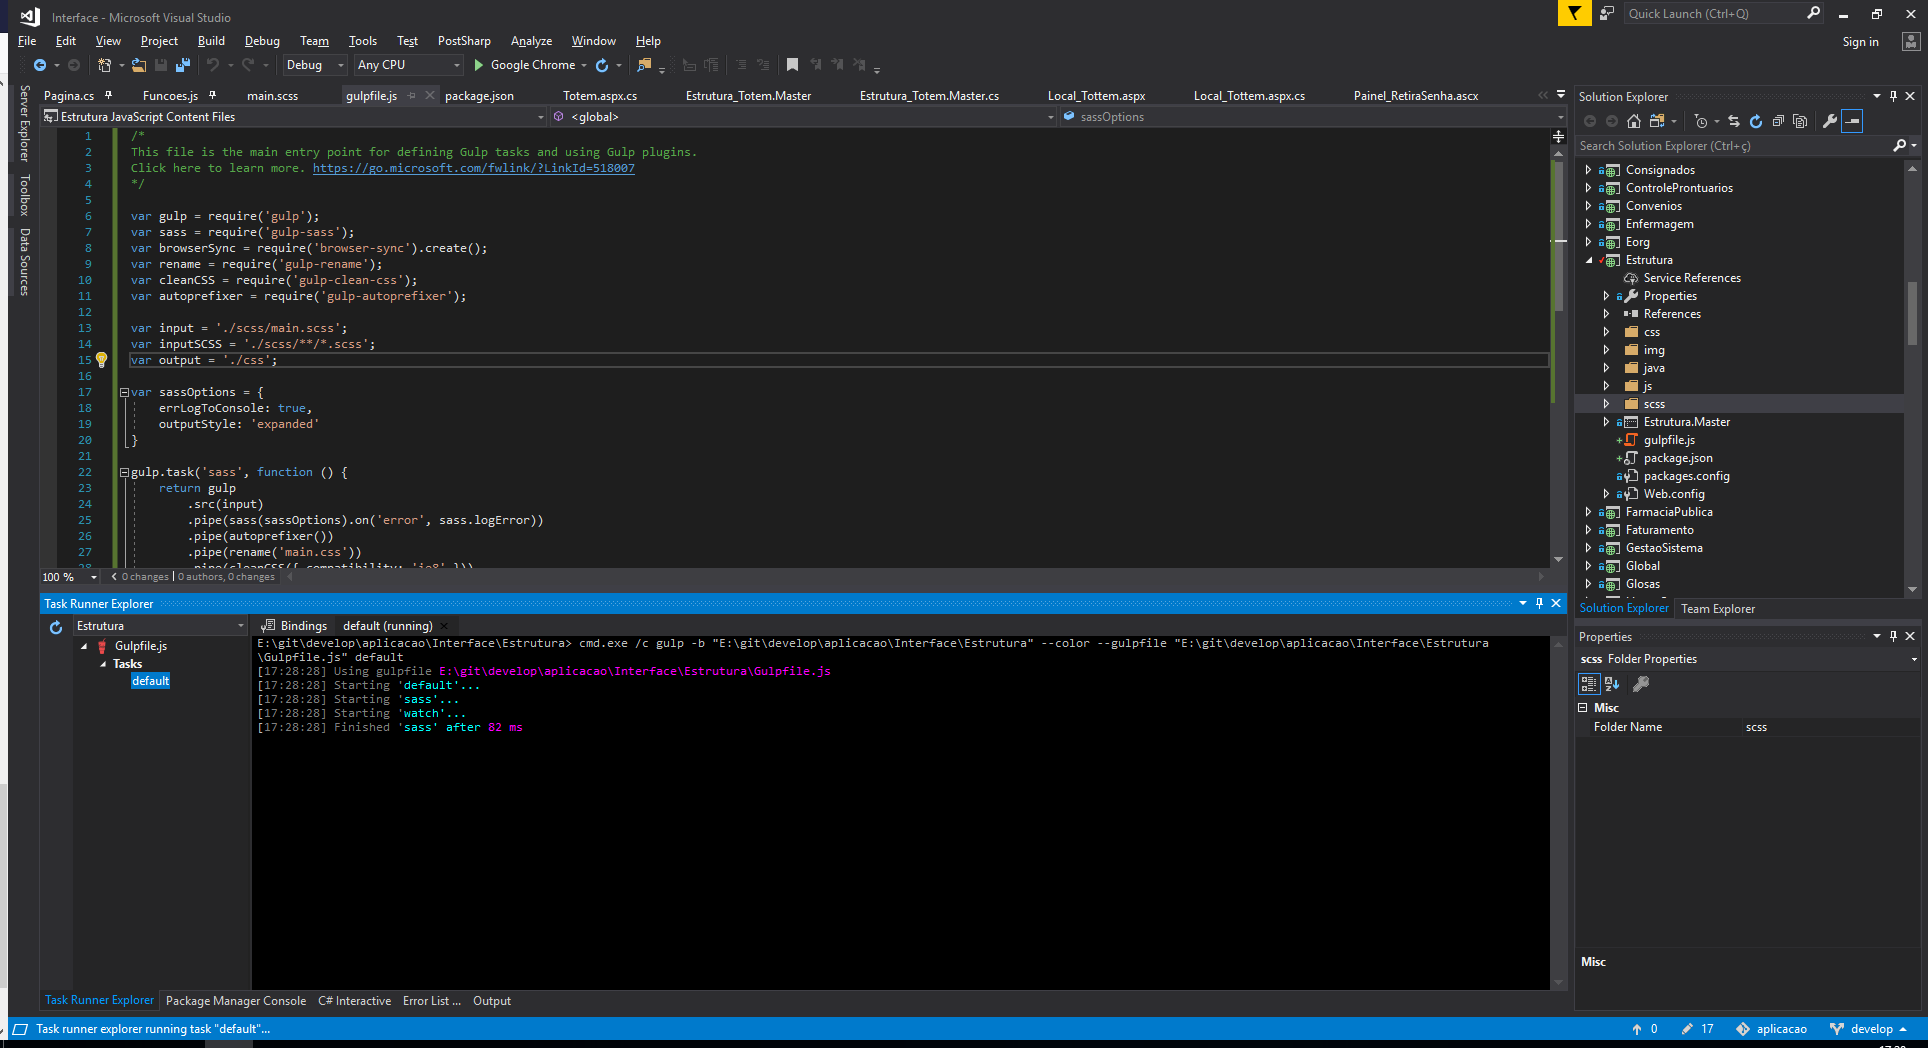 Interface - Microsoft Visual Studio
Quick Launch (Ctrl+Q)
File Edit View Project Build Debug Team Tools Test PostSharp Analyze Window Help
Sign in
Debug Any CPU Google Chrome
Pagina.cs Funcoes.js main.scss gulpfile.js package.json Totem.aspx.cs Estrutura_Totem.Master Estrutura_Totem.Master.cs Local_Tottem.aspx Local_Tottem.aspx.cs Painel_RetiraSenha.ascx
Estrutura JavaScript Content Files <global> sassOptions
Server Explorer
Toolbox
Data Sources
1 /*
2 This file is the main entry point for defining Gulp tasks and using Gulp plugins.
3 Click here to learn more. https://go.microsoft.com/fwlink/?LinkId=518007
4 */
5
6 var gulp = require('gulp');
7 var sass = require('gulp-sass');
8 var browserSync = require('browser-sync').create();
9 var rename = require('gulp-rename');
10 var cleanCSS = require('gulp-clean-css');
11 var autoprefixer = require('gulp-autoprefixer');
12
13 var input = './scss/main.scss';
14 var inputSCSS = './scss/**/*.scss';
15 var output = './css';
16
17 var sassOptions = {
18 errLogToConsole: true,
19 outputStyle: 'expanded'
20 }
21
22 gulp.task('sass', function () {
23 return gulp
24 .src(input)
25 .pipe(sass(sassOptions).on('error', sass.logError))
26 .pipe(autoprefixer())
27 .pipe(rename('main.css'))
28 .pipe(cleanCSS({ compatibility: 'ie8' }))
100 % 0 changes | 0 authors, 0 changes
Task Runner Explorer
Estrutura
Gulpfile.js
Tasks
default
Bindings default (running)
E:\git\develop\aplicacao\Interface\Estrutura> cmd.exe /c gulp -b "E:\git\develop\aplicacao\Interface\Estrutura" --color --gulpfile "E:\git\develop\aplicacao\Interface\Estrutura
\Gulpfile.js" default
[17:28:28] Using gulpfile E:\git\develop\aplicacao\Interface\Estrutura\Gulpfile.js
[17:28:28] Starting 'default'...
[17:28:28] Starting 'sass'...
[17:28:28] Starting 'watch'...
[17:28:28] Finished 'sass' after 82 ms
Task Runner Explorer Package Manager Console C# Interactive Error List ... Output
Solution Explorer
Search Solution Explorer (Ctrl+ç)
Consignados
ControleProntuarios
Convenios
Enfermagem
Eorg
Estrutura
Service References
Properties
References
css
img
java
js
scss
Estrutura.Master
gulpfile.js
package.json
packages.config
Web.config
FarmaciaPublica
Faturamento
GestaoSistema
Global
Glosas
Solution Explorer Team Explorer
Properties
scss Folder Properties
Misc
Folder Name scss
Misc
Task runner explorer running task "default"...
0 17 aplicacao develop